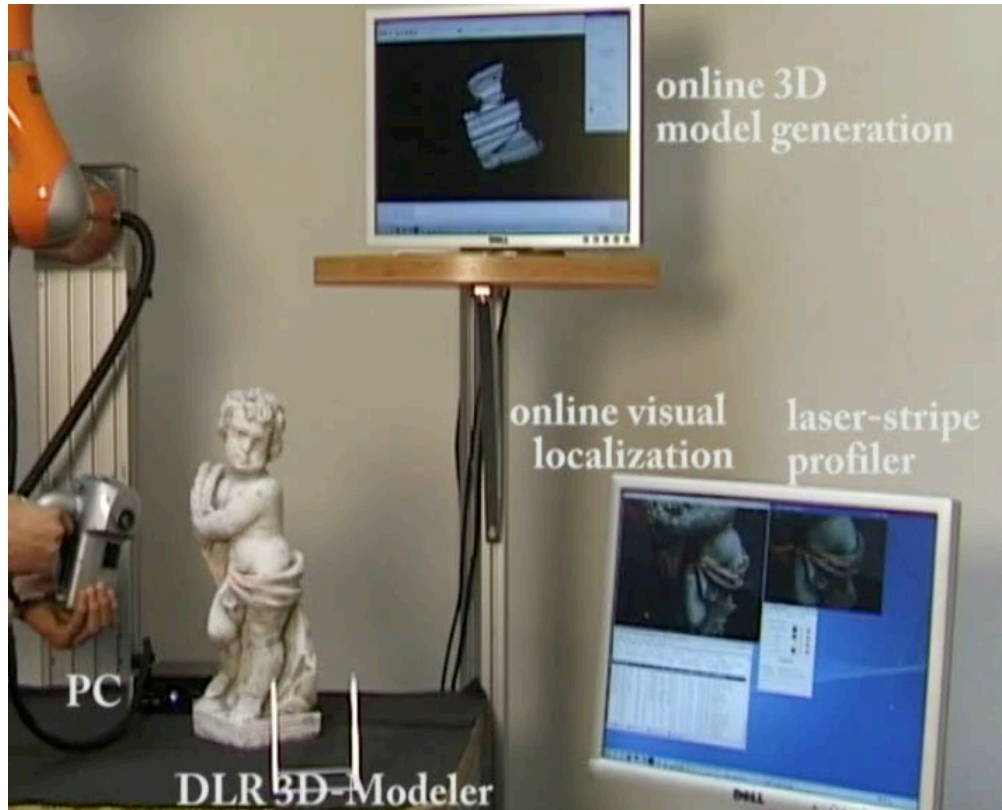 online 3D
model generation
DELL
online visual
localization
laser-stripe
profiler
PC
DLR 3D-Modeler
DELL